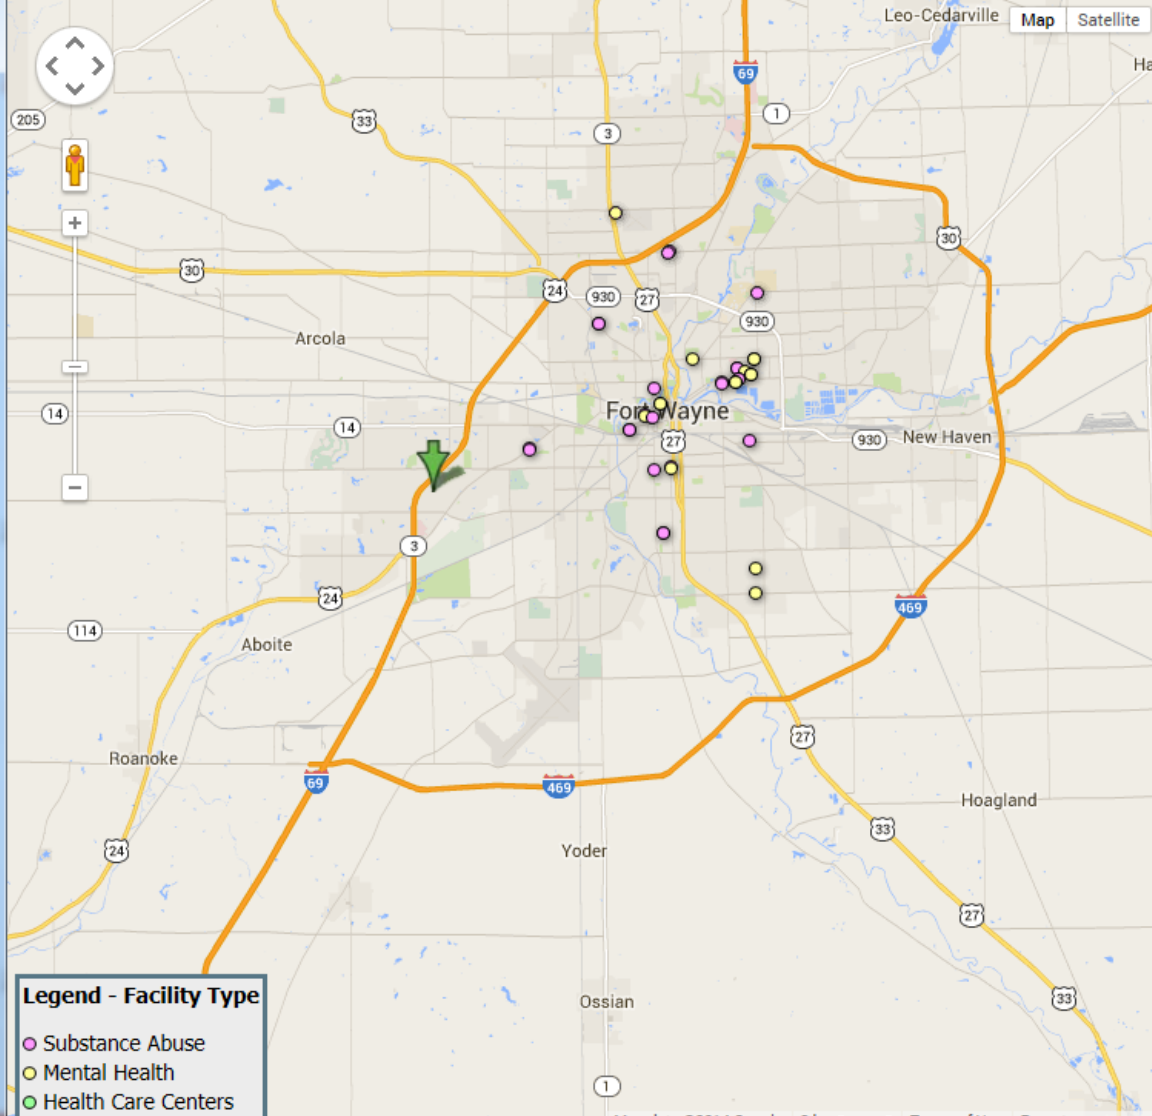 Leo-Cedarville
Map
Satellite
Ha
69
1
205
33
3
30
30
24
930
27
930
Arcola
14
14
Fort Wayne
27
930
New Haven
3
24
469
114
Aboite
27
Roanoke
69
469
Hoagland
33
24
Yoder
27
33
Ossian
1
Legend - Facility Type
Substance Abuse
Mental Health
Health Care Centers